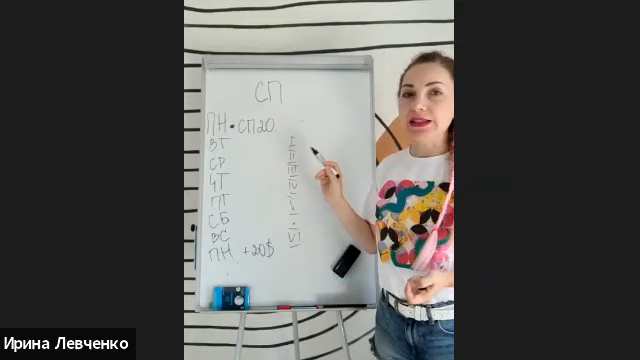 СП
ПН • СП20
ВТ
СР
ЧТ
ПТ
СБ
ВС
ПН +20$
Ирина Левченко